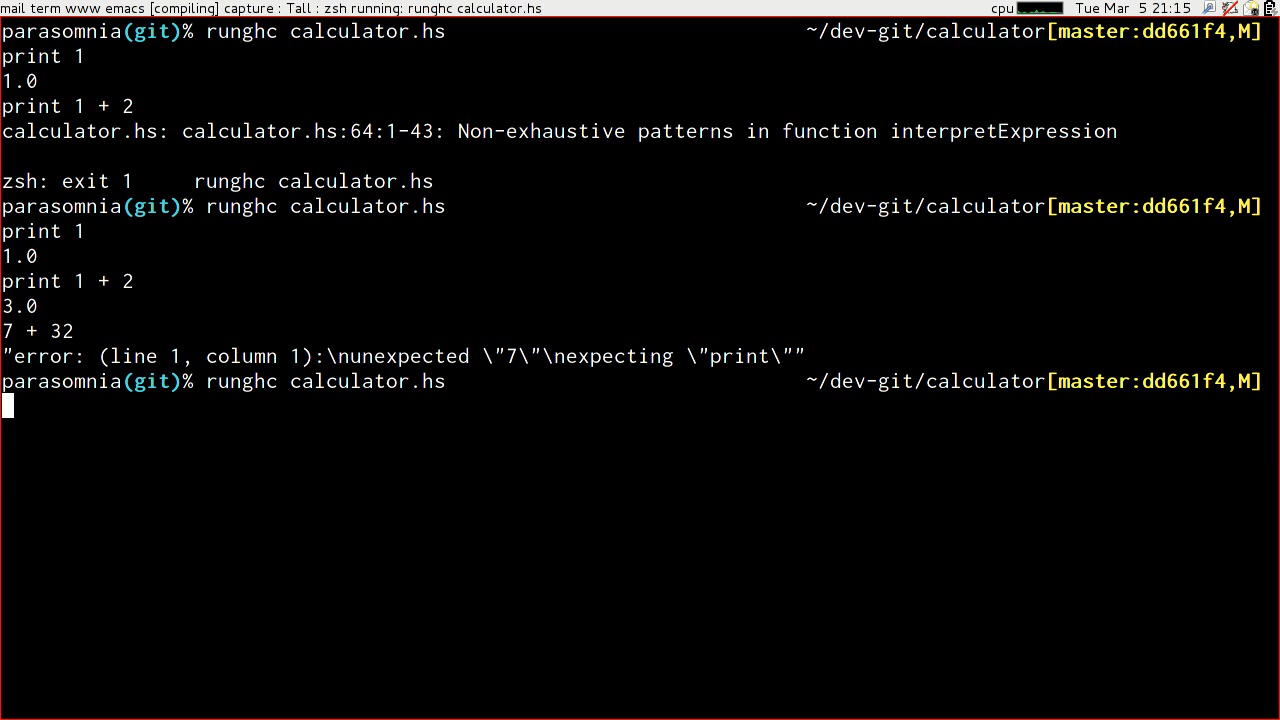 mail term www emacs [compiling] capture : Tall : zsh running: runghc calculator.hs cpu Tue Mar 5 21:15
parasomnia(git)% runghc calculator.hs ~/dev-git/calculator[master:dd661f4,M]
print 1
1.0
print 1 + 2
calculator.hs: calculator.hs:64:1-43: Non-exhaustive patterns in function interpretExpression
zsh: exit 1 runghc calculator.hs
parasomnia(git)% runghc calculator.hs ~/dev-git/calculator[master:dd661f4,M]
print 1
1.0
print 1 + 2
3.0
7 + 32
"error: (line 1, column 1):\nunexpected \"7\"\nexpecting \"print\""
parasomnia(git)% runghc calculator.hs ~/dev-git/calculator[master:dd661f4,M]